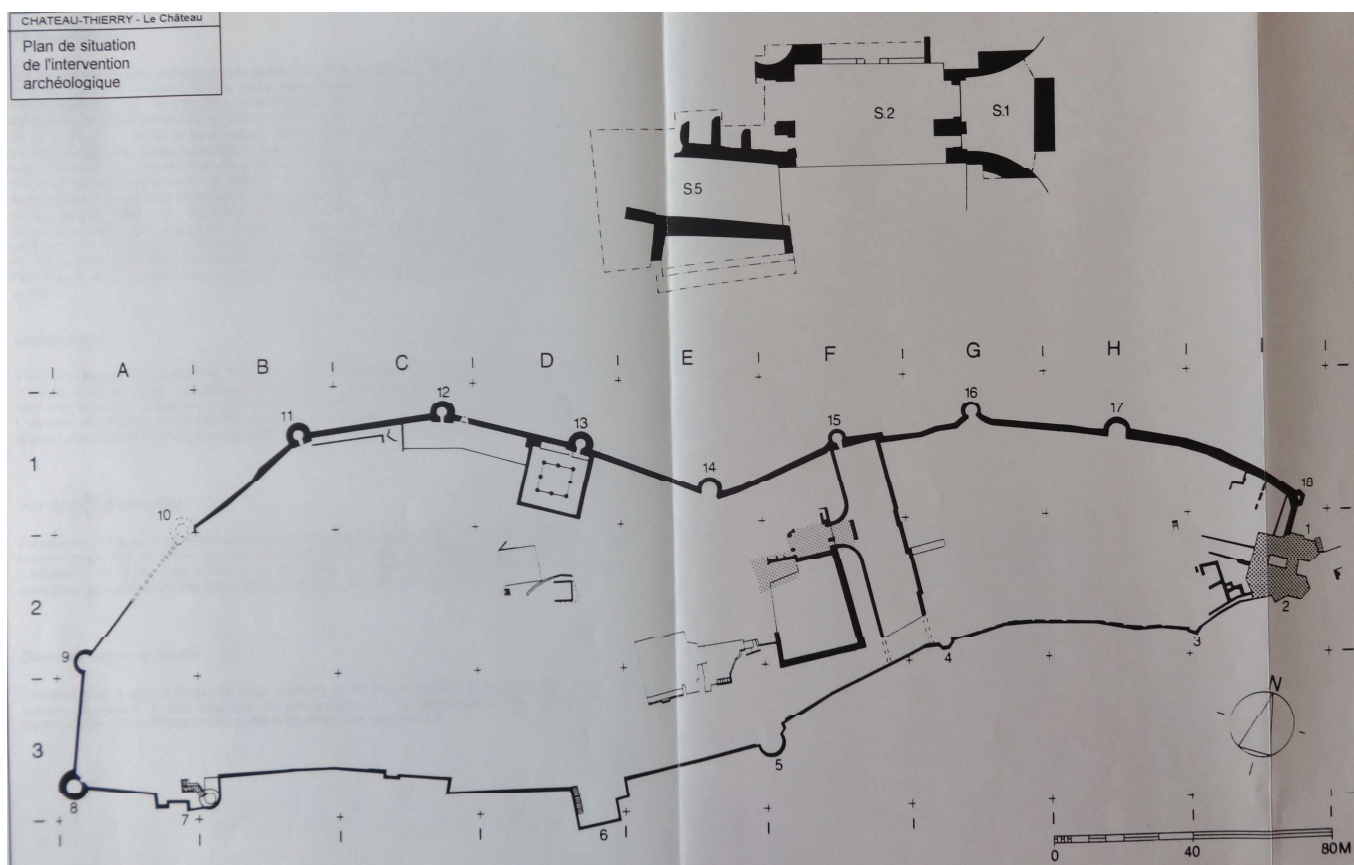 CHATEAU-THIERRY - Le Château
Plan de situation
de l'intervention
archéologique
S.2
S.1
S5
A B C D E F G H I
11 12 13 14 15 16 17 18
1
10
1
2
2
9
3
4
3
5
8
7
6
N
0 40 80M